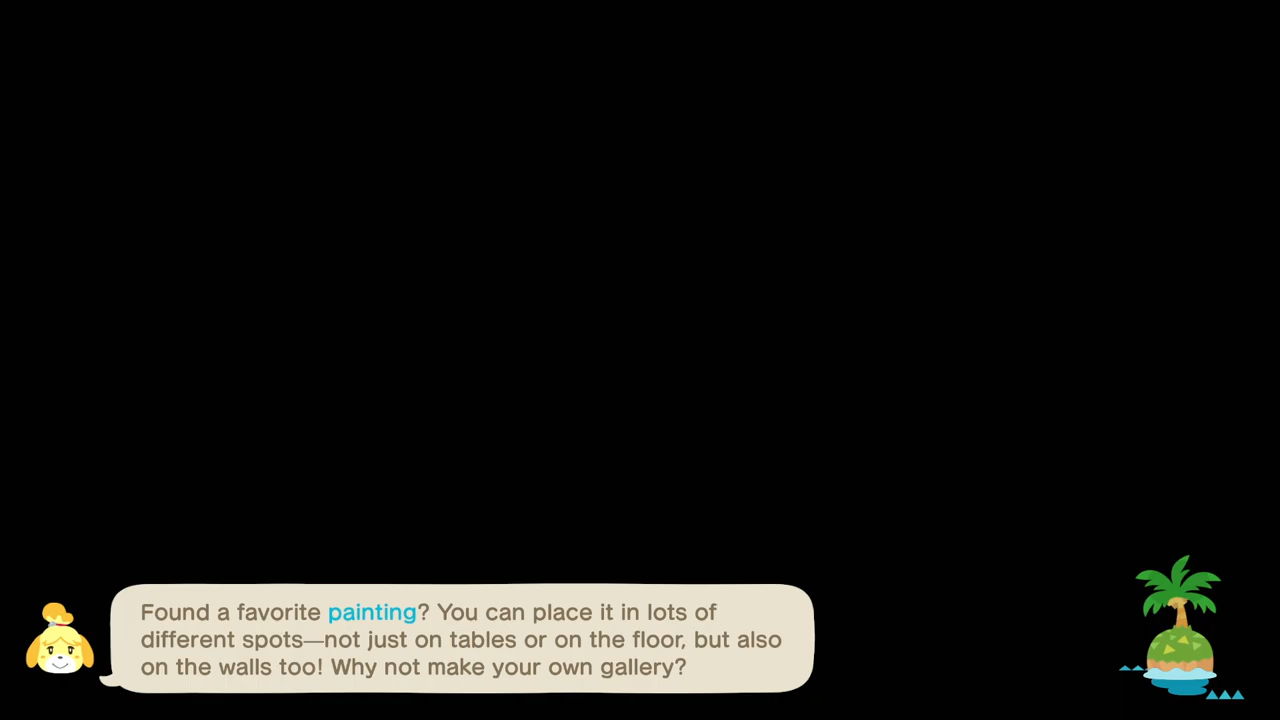 Found a favorite painting? You can place it in lots of
different spots—not just on tables or on the floor, but also
on the walls too! Why not make your own gallery?